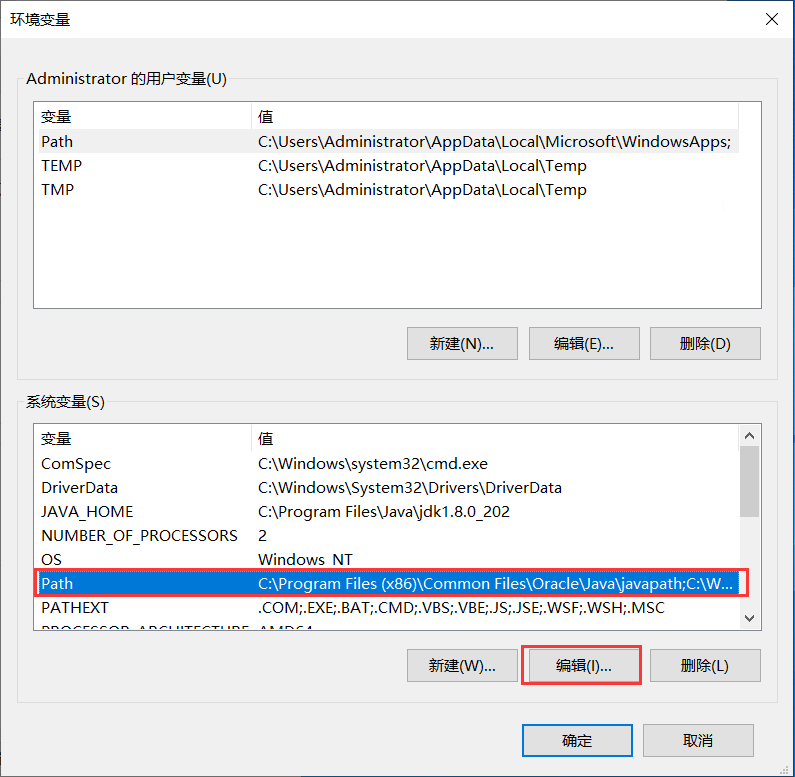 环境变量
Administrator 的用户变量(U)
变量 值
Path C:\Users\Administrator\AppData\Local\Microsoft\WindowsApps;
TEMP C:\Users\Administrator\AppData\Local\Temp
TMP C:\Users\Administrator\AppData\Local\Temp
新建(N)... 编辑(E)... 删除(D)
系统变量(S)
变量 值
ComSpec C:\Windows\system32\cmd.exe
DriverData C:\Windows\System32\Drivers\DriverData
JAVA_HOME C:\Program Files\Java\jdk1.8.0_202
NUMBER_OF_PROCESSORS 2
OS Windows_NT
Path C:\Program Files (x86)\Common Files\Oracle\Java\javapath;C:\W...
PATHEXT .COM;.EXE;.BAT;.CMD;.VBS;.VBE;.JS;.JSE;.WSF;.WSH;.MSC
PROCESSOR_ARCHITECTURE AMD64
新建(W)... 编辑(I)... 删除(L)
确定 取消